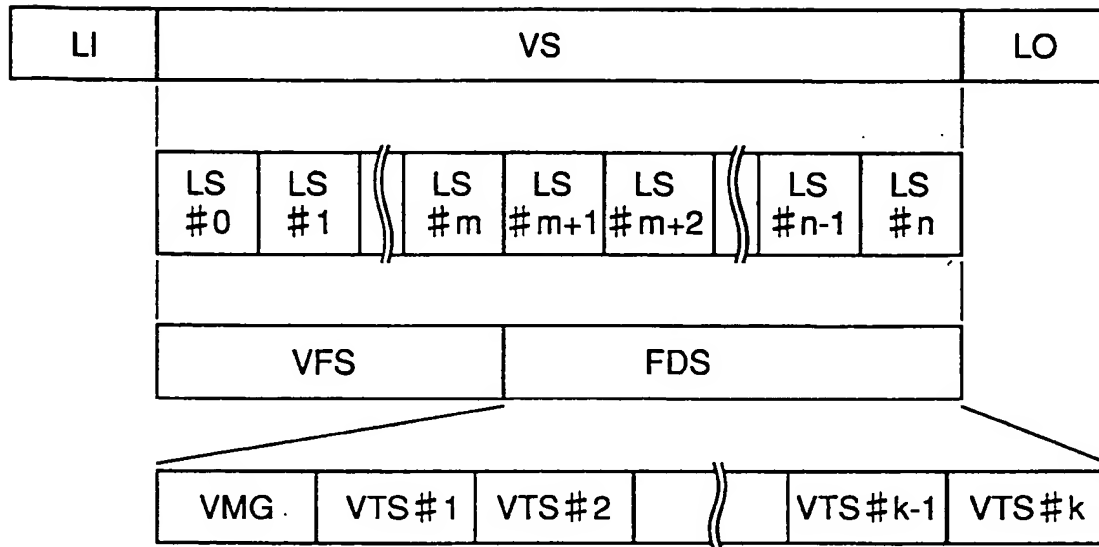 LI VS LO
LS LS LS LS LS LS LS
#0 #1 #m #m+1 #m+2 #n-1 #n
VFS FDS
VMG VTS#1 VTS#2 VTS#k-1 VTS#k